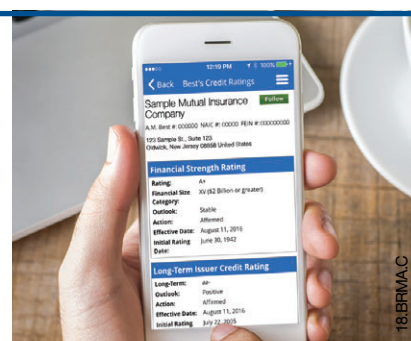 12:19 PM 100%
Back Best's Credit Ratings
Sample Mutual Insurance Follow
Company
A.M. Best #: 000000 NAIC #: 00000 FEIN #: 000000000
123 Sample St., Suite 123
Oldwick, New Jersey 08858 United States
Financial Strength Rating
Rating: A+
Financial Size XV ($2 Billion or greater)
Category:
Outlook: Stable
Action: Affirmed
Effective Date: August 11, 2016
Initial Rating June 30, 1942
Date:
Long-Term Issuer Credit Rating
Long-Term:
Outlook: Positive
Action: Affirmed
Effective Date: August 11, 2016
Initial Rating July 22, 2005
18.BRMA.C